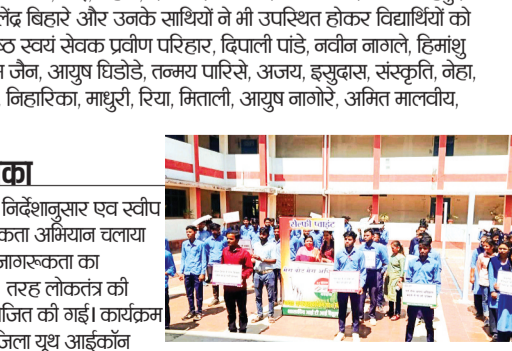 लेंद्र बिहारे और उनके साथियों ने भी उपस्थित होकर विद्यार्थियों को
ष्ठ स्वयं सेवक प्रवीण परिहार, दिपाली पांडे, नवीन नागले, हिमांशु
जैन, आयुष घिडोडे, तन्मय पारिसे, अजय, इसुदास, संस्कृति, नेहा,
निहारिका, माधुरी, रिया, मिताली, आयुष नागोरे, अमित मालवीय,
का
निर्देशानुसार एव स्वीप
कता अभियान चलाया
नागरूकता का
तरह लोकतंत्र की
जित की गई। कार्यक्रम
जिला यूथ आईकॉन
सेल्फी प्वाइंट